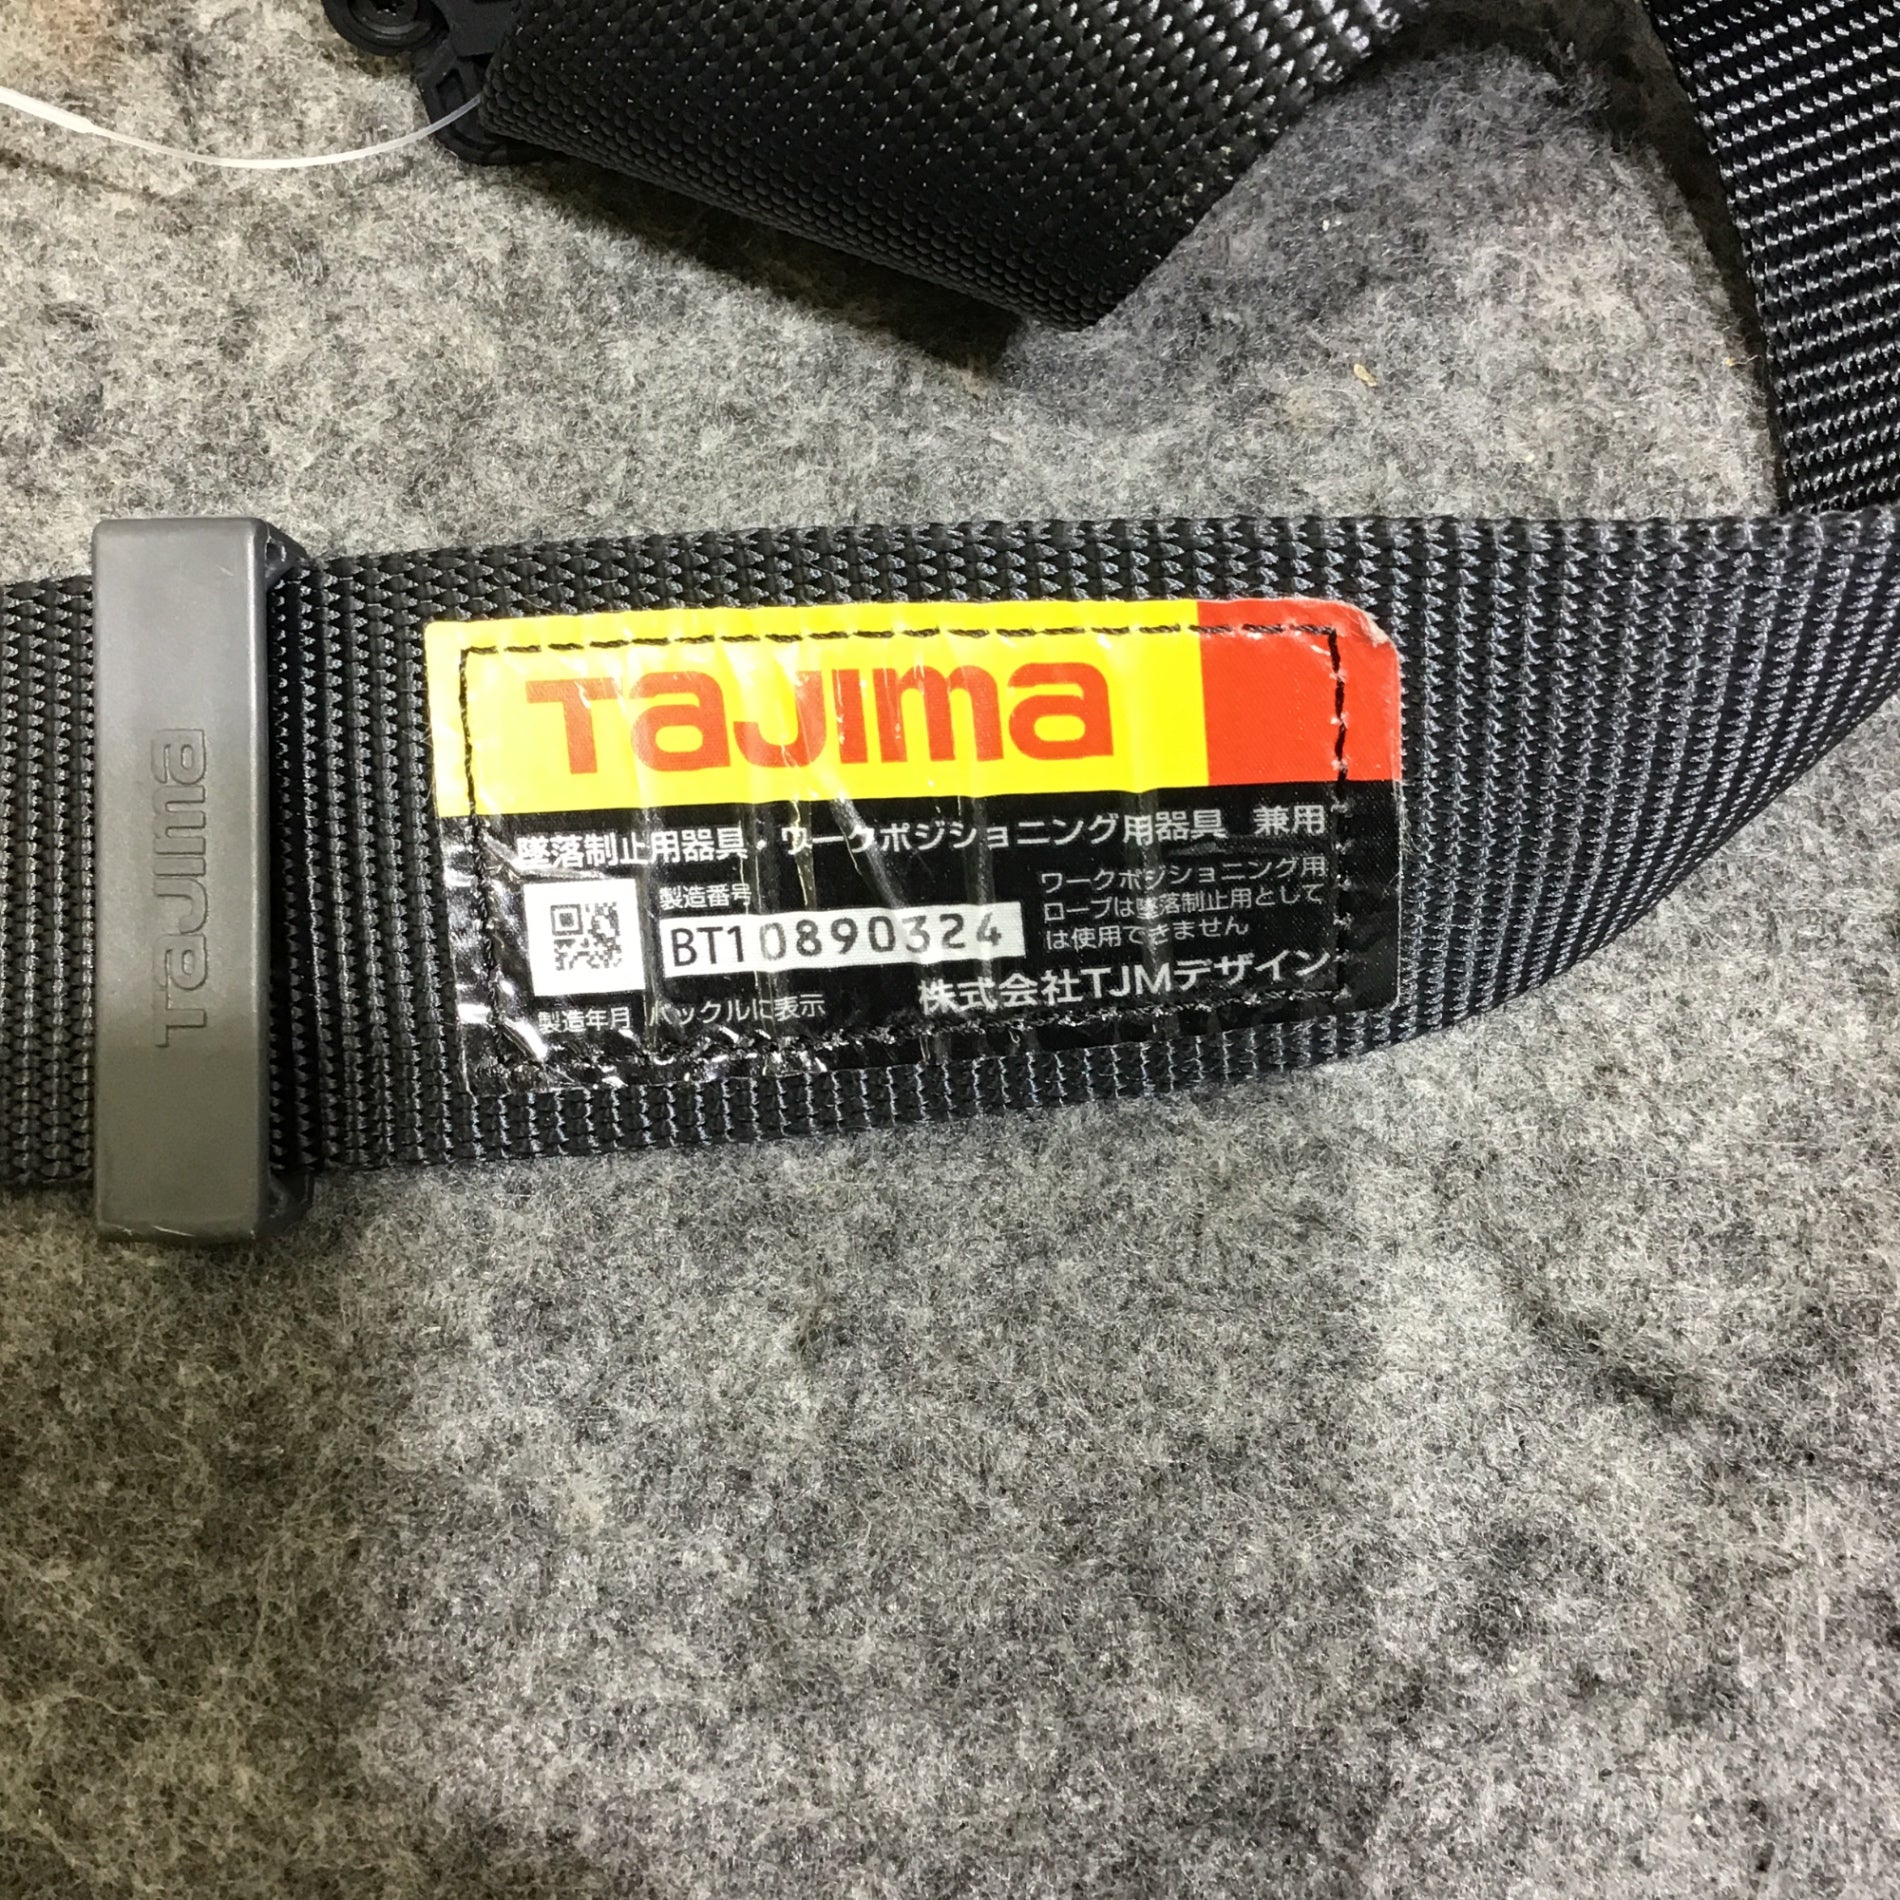 TAJIMA
TAJIMA
墜落制止用器具・ワークポジショニング用器具 兼用
製造番号
BT10890324
ワークポジショニング用
ロープは墜落制止用として
は使用できません
製造年月 バックルに表示
株式会社TJMデザイン